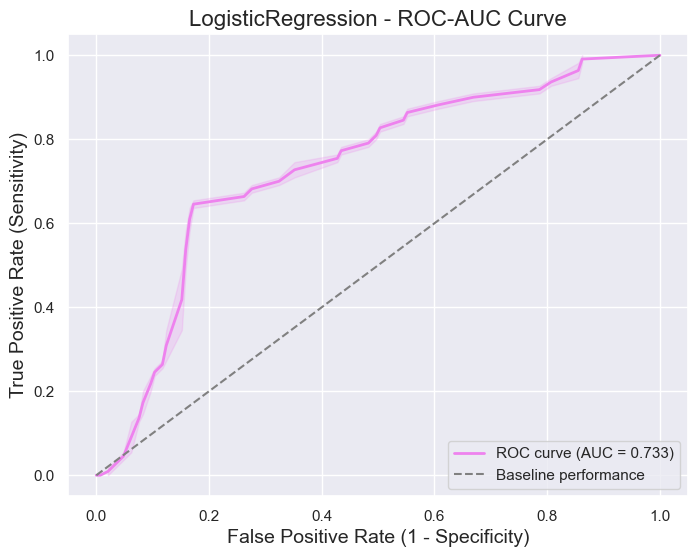 LogisticRegression - ROC-AUC Curve
True Positive Rate (Sensitivity)
1.0
0.8
0.6
0.4
0.2
0.0
ROC curve (AUC = 0.733)
Baseline performance
0.0 0.2 0.4 0.6 0.8 1.0
False Positive Rate (1 - Specificity)